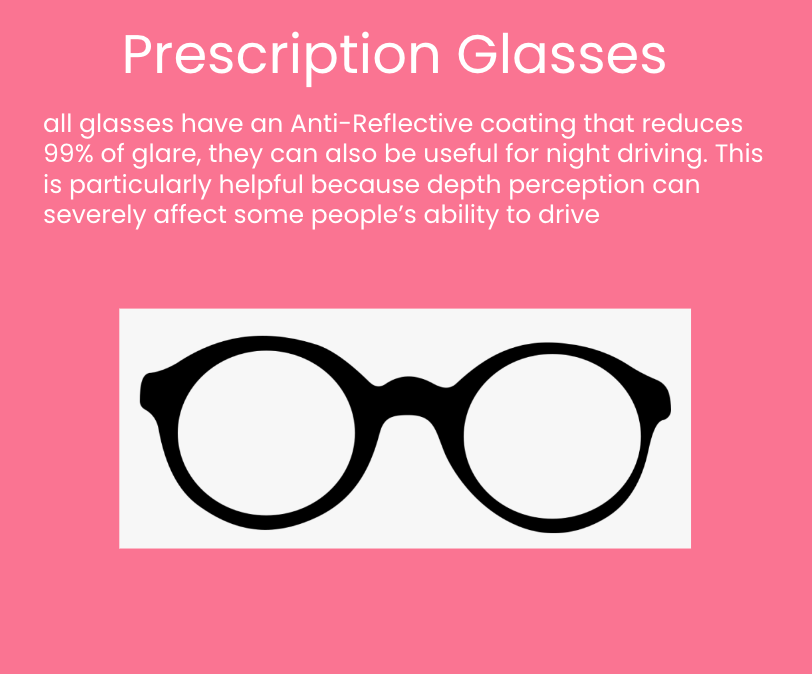 Prescription Glasses
all glasses have an Anti-Reflective coating that reduces
99% of glare, they can also be useful for night driving. This
is particularly helpful because depth perception can
severely affect some people’s ability to drive